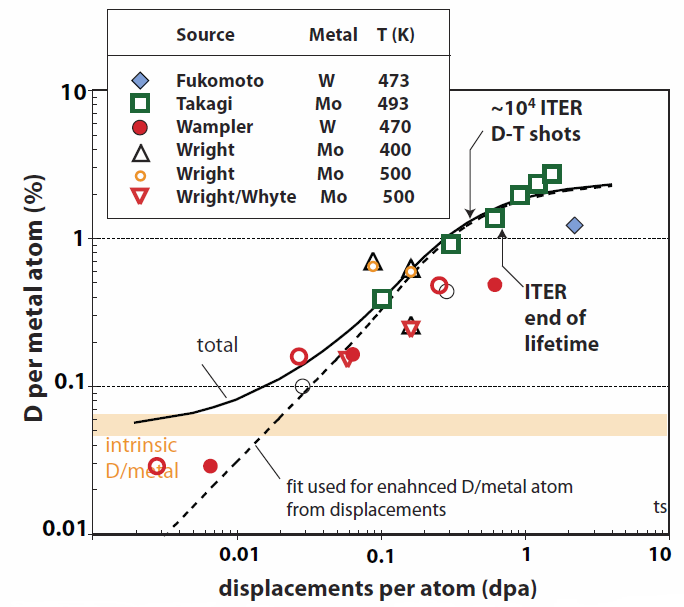 Source Metal T (K)
Fukomoto W 473
Takagi Mo 493
Wampler W 470
Wright Mo 400
Wright Mo 500
Wright/Whyte Mo 500
~10⁴ ITER
D-T shots
ITER
end of
lifetime
total
intrinsic
D/metal
fit used for enahnced D/metal atom
from displacements
ts
D per metal atom (%)
10
1
0.1
0.01
0.01 0.1 1 10
displacements per atom (dpa)